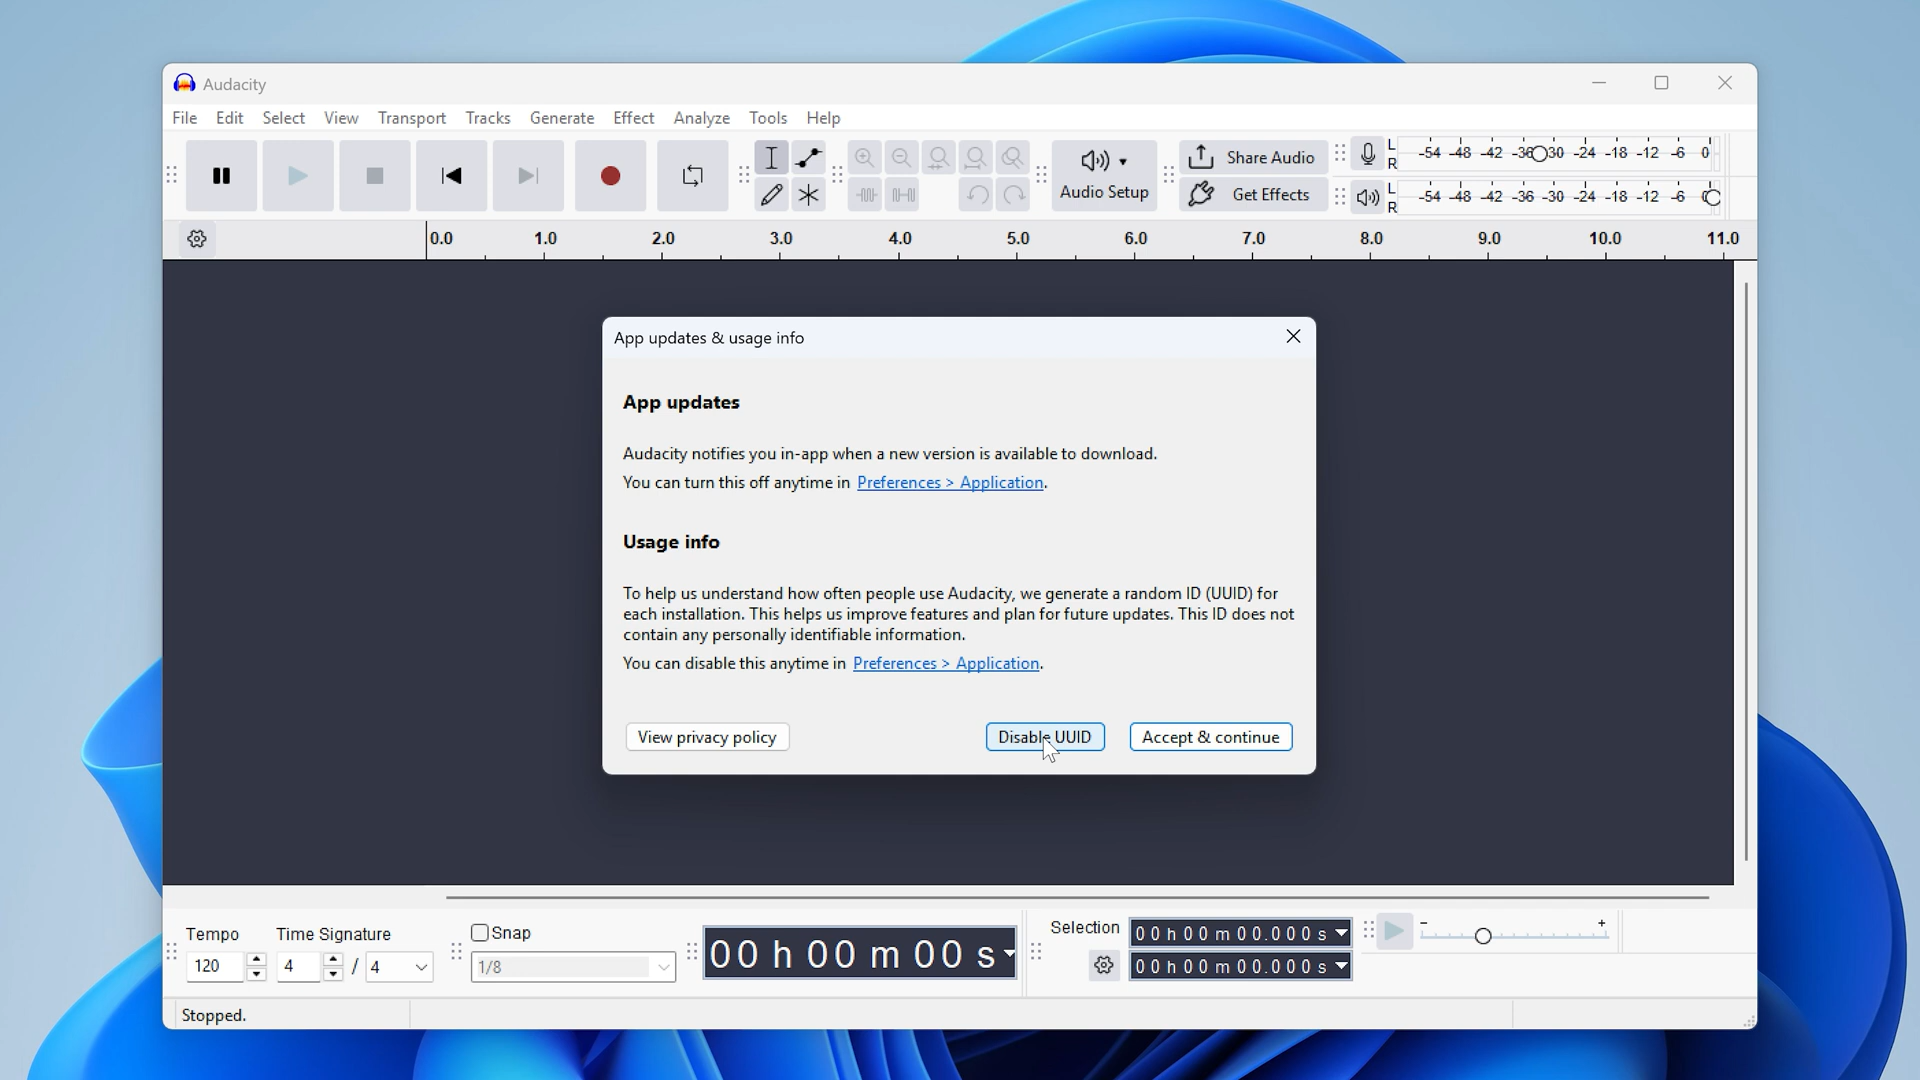 Audacity
File Edit Select View Transport Tracks Generate Effect Analyze Tools Help
Audio Setup
Share Audio
Get Effects
L
R
-54 -48 -42 -36 -30 -24 -18 -12 -6 0
L
R
-54 -48 -42 -36 -30 -24 -18 -12 -6 0
0.0 1.0 2.0 3.0 4.0 5.0 6.0 7.0 8.0 9.0 10.0 11.0
App updates & usage info
App updates
Audacity notifies you in-app when a new version is available to download.
You can turn this off anytime in Preferences > Application.
Usage info
To help us understand how often people use Audacity, we generate a random ID (UUID) for
each installation. This helps us improve features and plan for future updates. This ID does not
contain any personally identifiable information.
You can disable this anytime in Preferences > Application.
View privacy policy Disable UUID Accept & continue
Tempo
120
Time Signature
4 / 4
Snap
1/8
00 h 00 m 00 s
Selection
00 h 00 m 00.000 s
00 h 00 m 00.000 s
- +
Stopped.